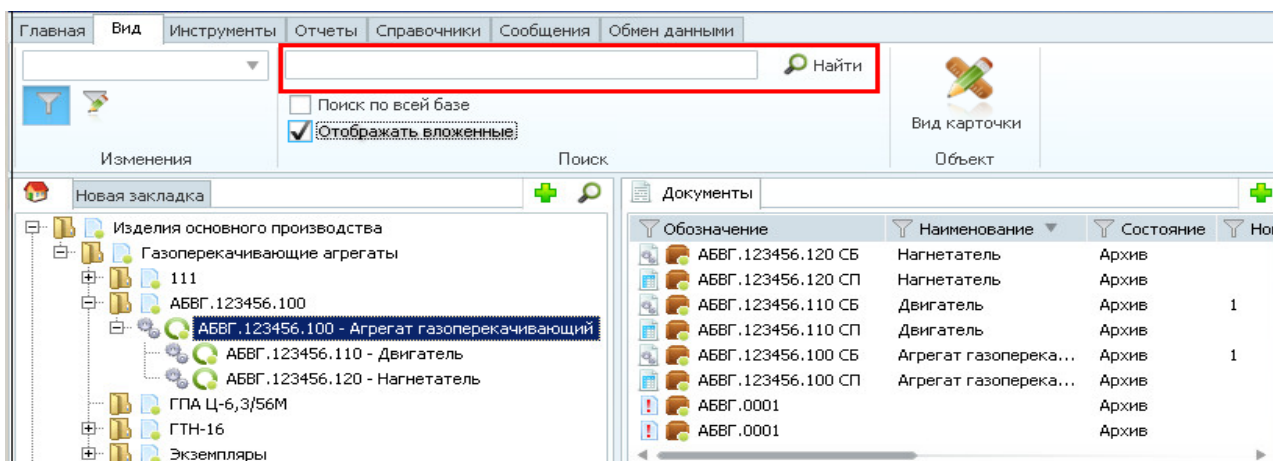 Главная Вид Инструменты Отчеты Справочники Сообщения Обмен данными
Найти
Поиск по всей базе
Отображать вложенные
Вид карточки
Изменения Поиск Объект
Новая закладка
Изделия основного производства
Газоперекачивающие агрегаты
111
АБВГ.123456.100
АБВГ.123456.100 - Агрегат газоперекачивающий
АБВГ.123456.110 - Двигатель
АБВГ.123456.120 - Нагнетатель
ГПА Ц-6,3/56М
ГТН-16
Экземпляры
Документы
Обозначение Наименование Состояние Но
АБВГ.123456.120 СБ Нагнетатель Архив
АБВГ.123456.120 СП Нагнетатель Архив
АБВГ.123456.110 СБ Двигатель Архив 1
АБВГ.123456.110 СП Двигатель Архив
АБВГ.123456.100 СБ Агрегат газоперека... Архив 1
АБВГ.123456.100 СП Агрегат газоперека... Архив
АБВГ.0001 Архив
АБВГ.0001 Архив